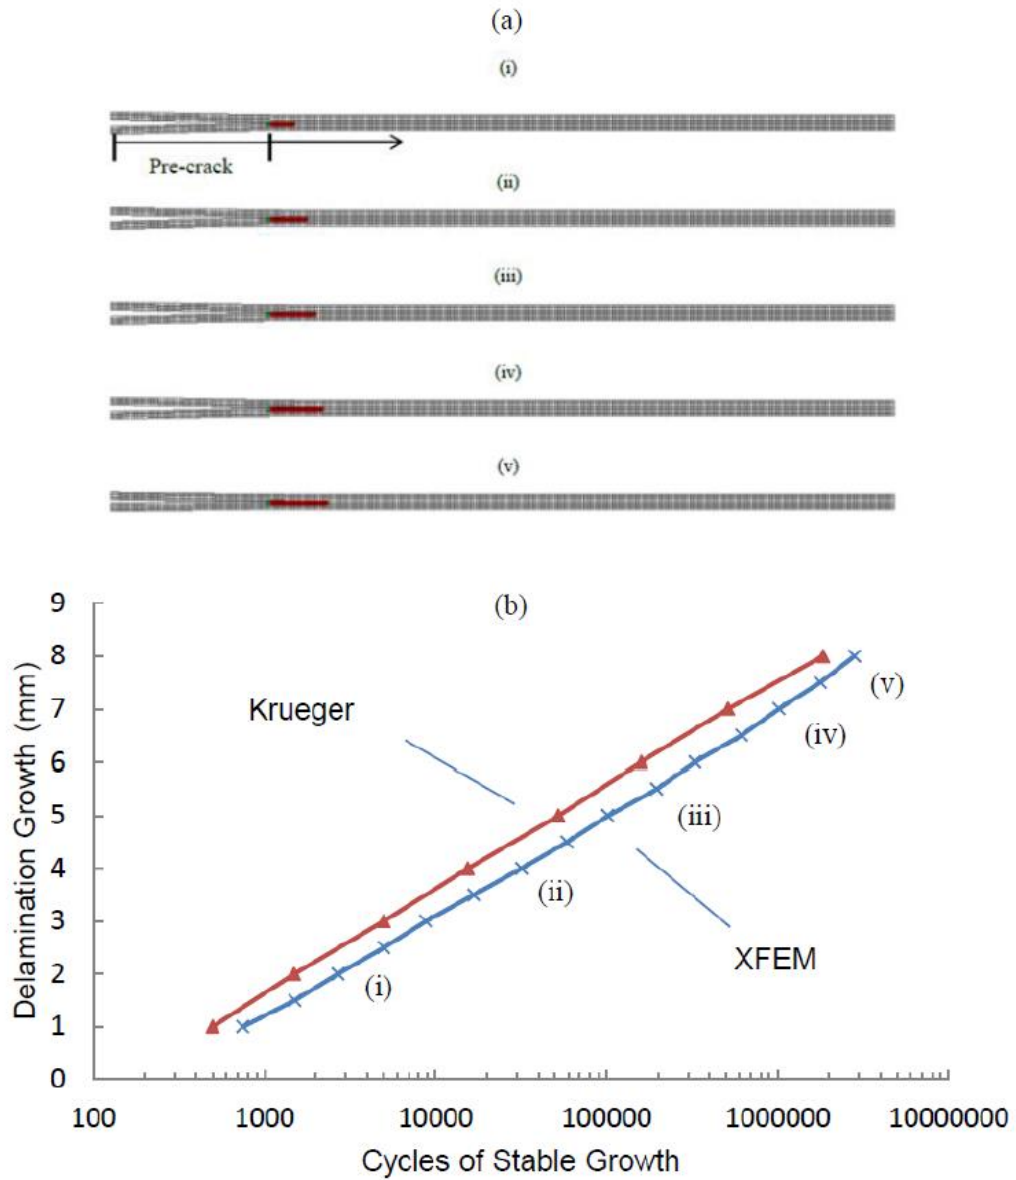 (a)
(i)
Pre-crack
(ii)
(iii)
(iv)
(v)
(b)
9
8
7
6
5
4
3
2
1
0
Delamination Growth (mm)
Krueger
(v)
(iv)
(iii)
(ii)
XFEM
(i)
100 1000 10000 100000 1000000 10000000
Cycles of Stable Growth